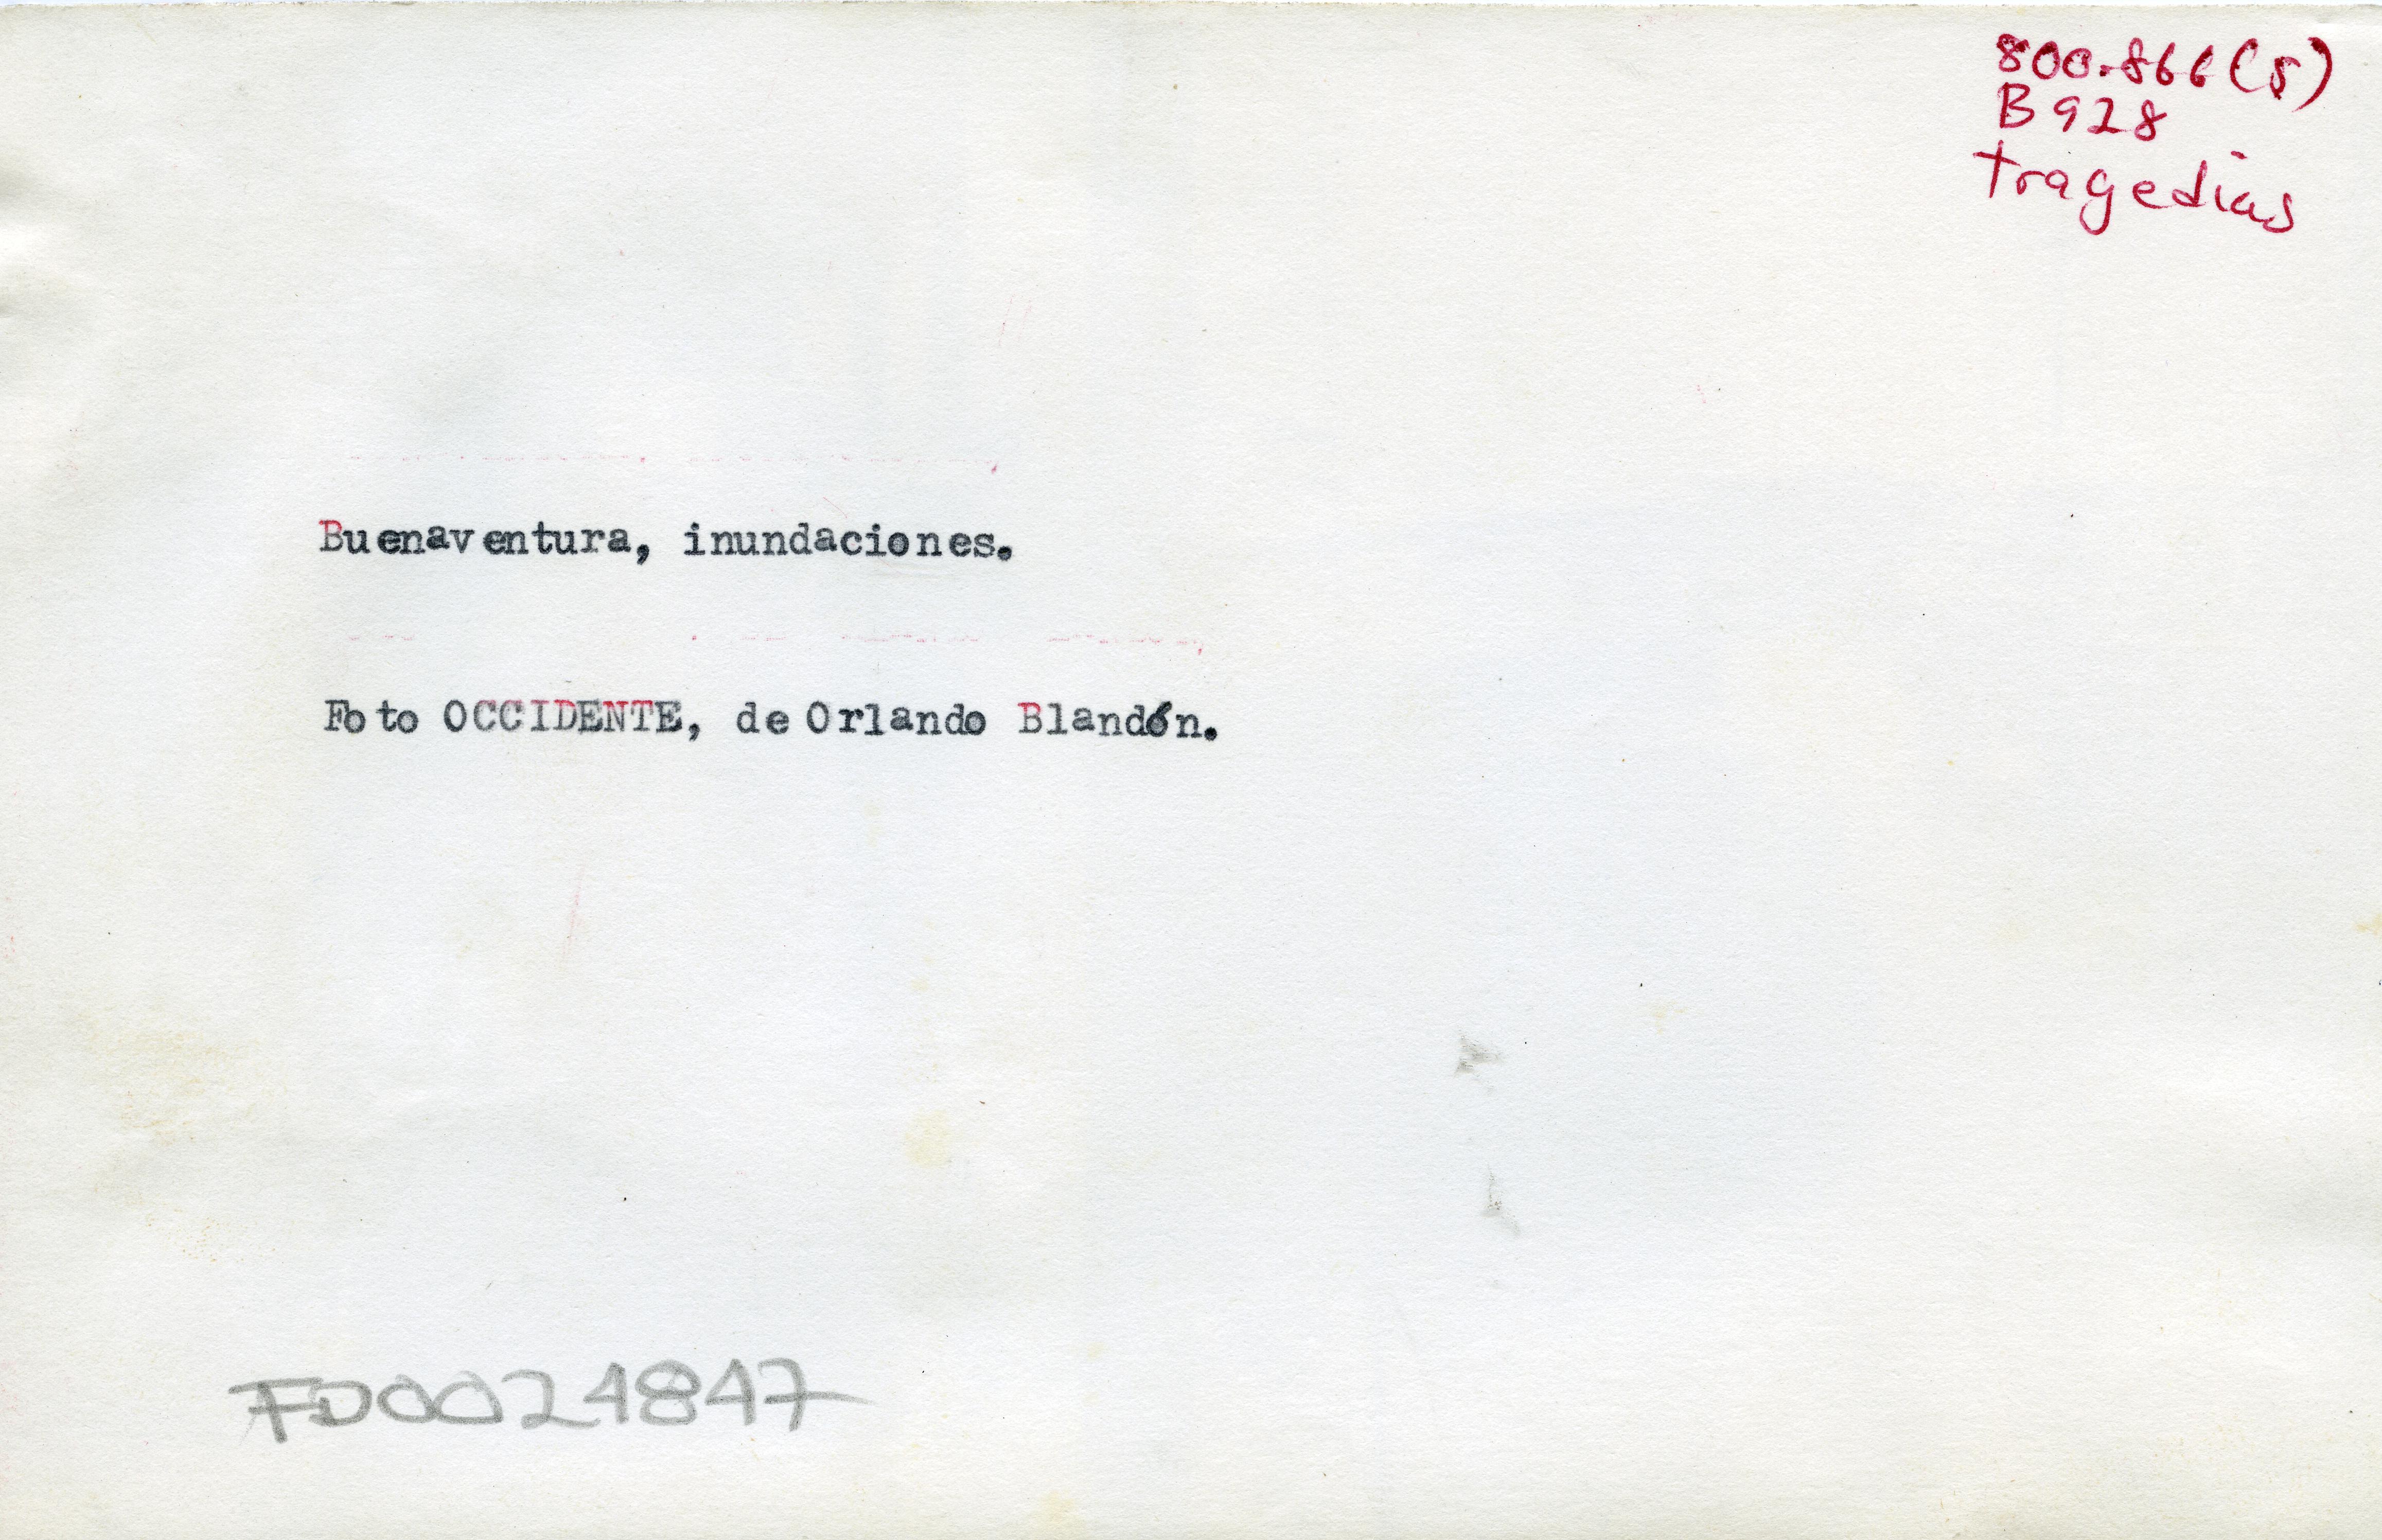 800.866(5)
B928
tragedias
Buenaventura, inundaciones.
Foto OCCIDENTE, de Orlando Blandón.
FD0024847